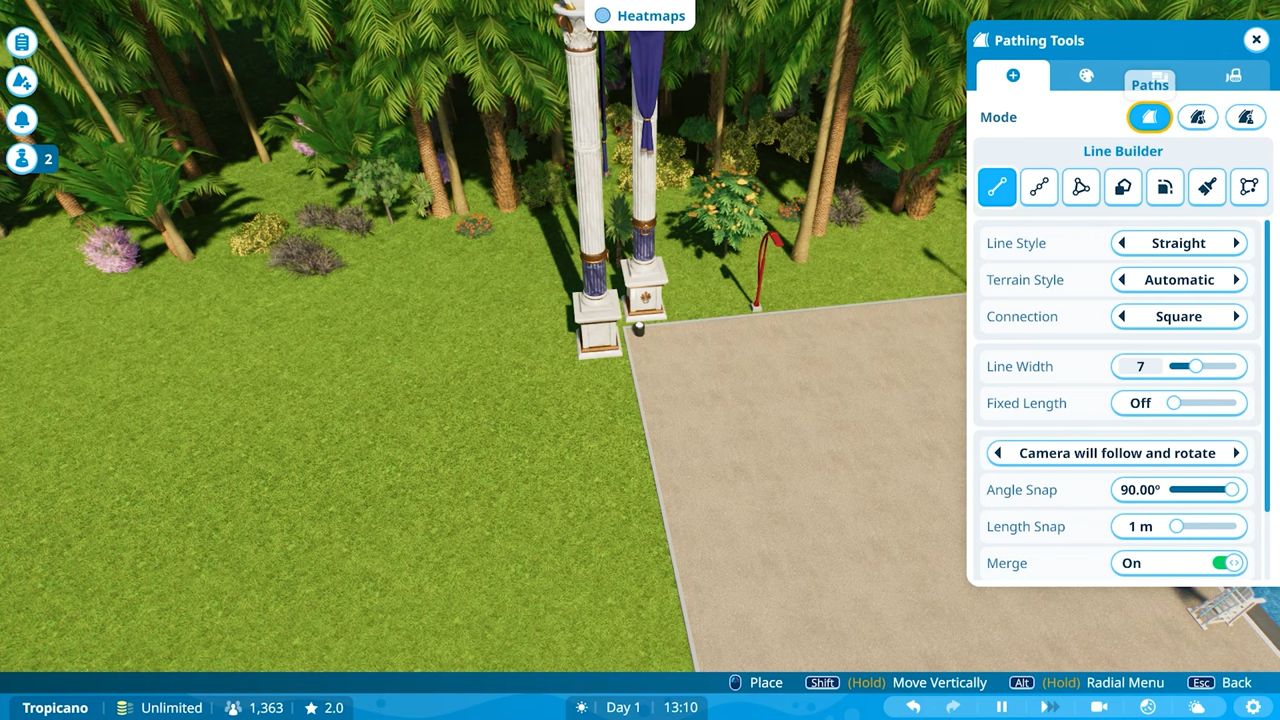 Heatmaps
2
Pathing Tools
Paths
Mode
Line Builder
Line Style
Straight
Terrain Style
Automatic
Connection
Square
Line Width
7
Fixed Length
Off
Camera will follow and rotate
Angle Snap
90.00°
Length Snap
1 m
Merge
On
Place
Shift (Hold) Move Vertically
Alt (Hold) Radial Menu
Esc Back
Tropicano
Unlimited
1,363
2.0
Day 1
13:10